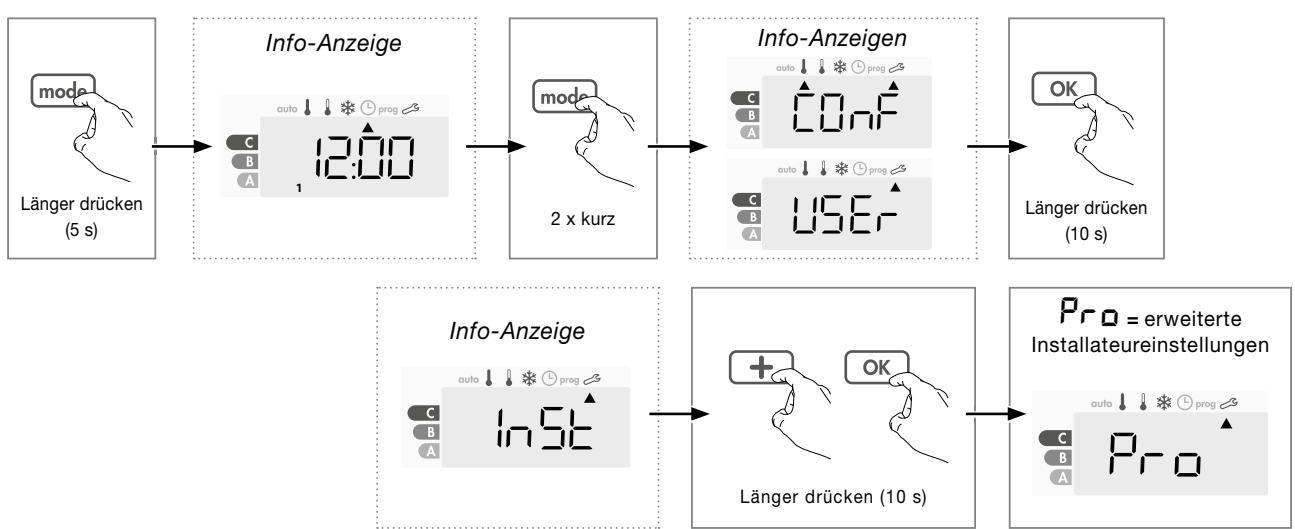 mode
Länger drücken
(5 s)
Info-Anzeige
auto prog
C
B
A
12:00
1
mode
2 x kurz
Info-Anzeigen
auto prog
C
B
A
COnF
auto prog
C
B
A
USEr
OK
Länger drücken
(10 s)
Info-Anzeige
auto prog
C
B
A
InSt
+ OK
Länger drücken (10 s)
Pro = erweiterte
Installateureinstellungen
auto prog
C
B
A
Pro